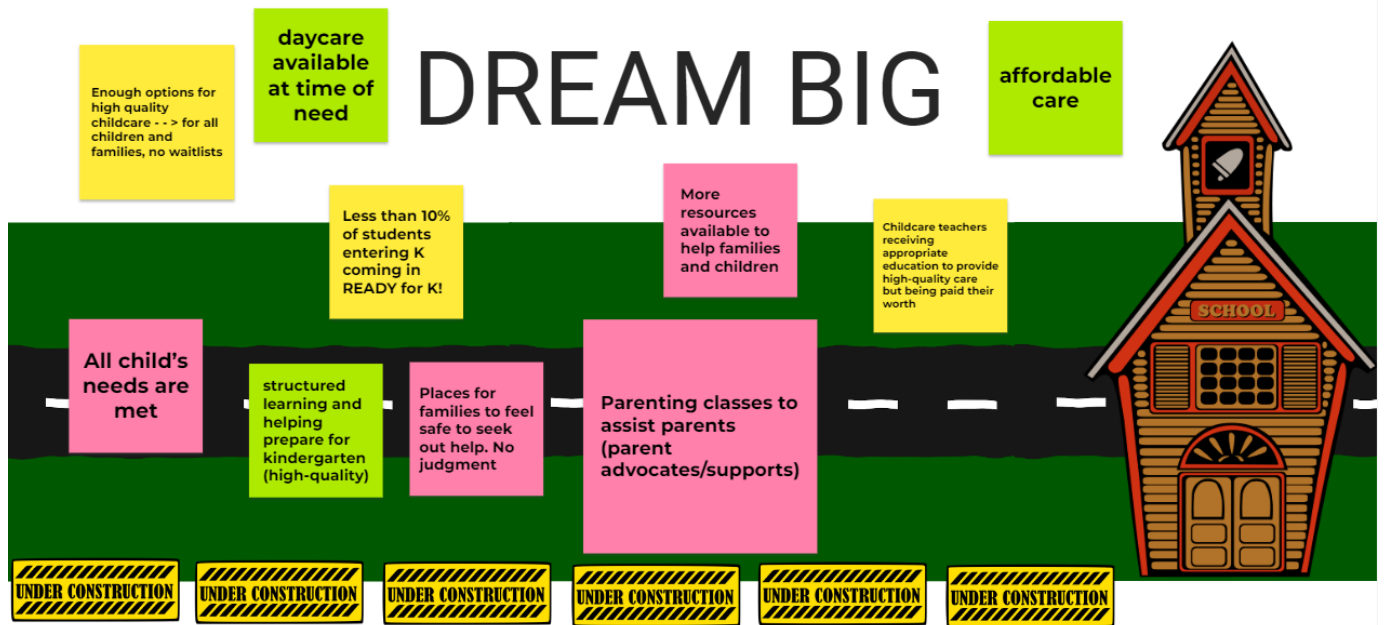 DREAM BIG
Enough options for
high quality
childcare - - > for all
children and
families, no waitlists
daycare
available
at time of
need
affordable
care
Less than 10%
of students
entering K
coming in
READY for K!
More
resources
available to
help families
and children
Childcare teachers
receiving
appropriate
education to provide
high-quality care
but being paid their
worth
SCHOOL
All child’s
needs are
met
structured
learning and
helping
prepare for
kindergarten
(high-quality)
Places for
families to feel
safe to seek
out help. No
judgment
Parenting classes to
assist parents
(parent
advocates/supports)
UNDER CONSTRUCTION
UNDER CONSTRUCTION
UNDER CONSTRUCTION
UNDER CONSTRUCTION
UNDER CONSTRUCTION
UNDER CONSTRUCTION